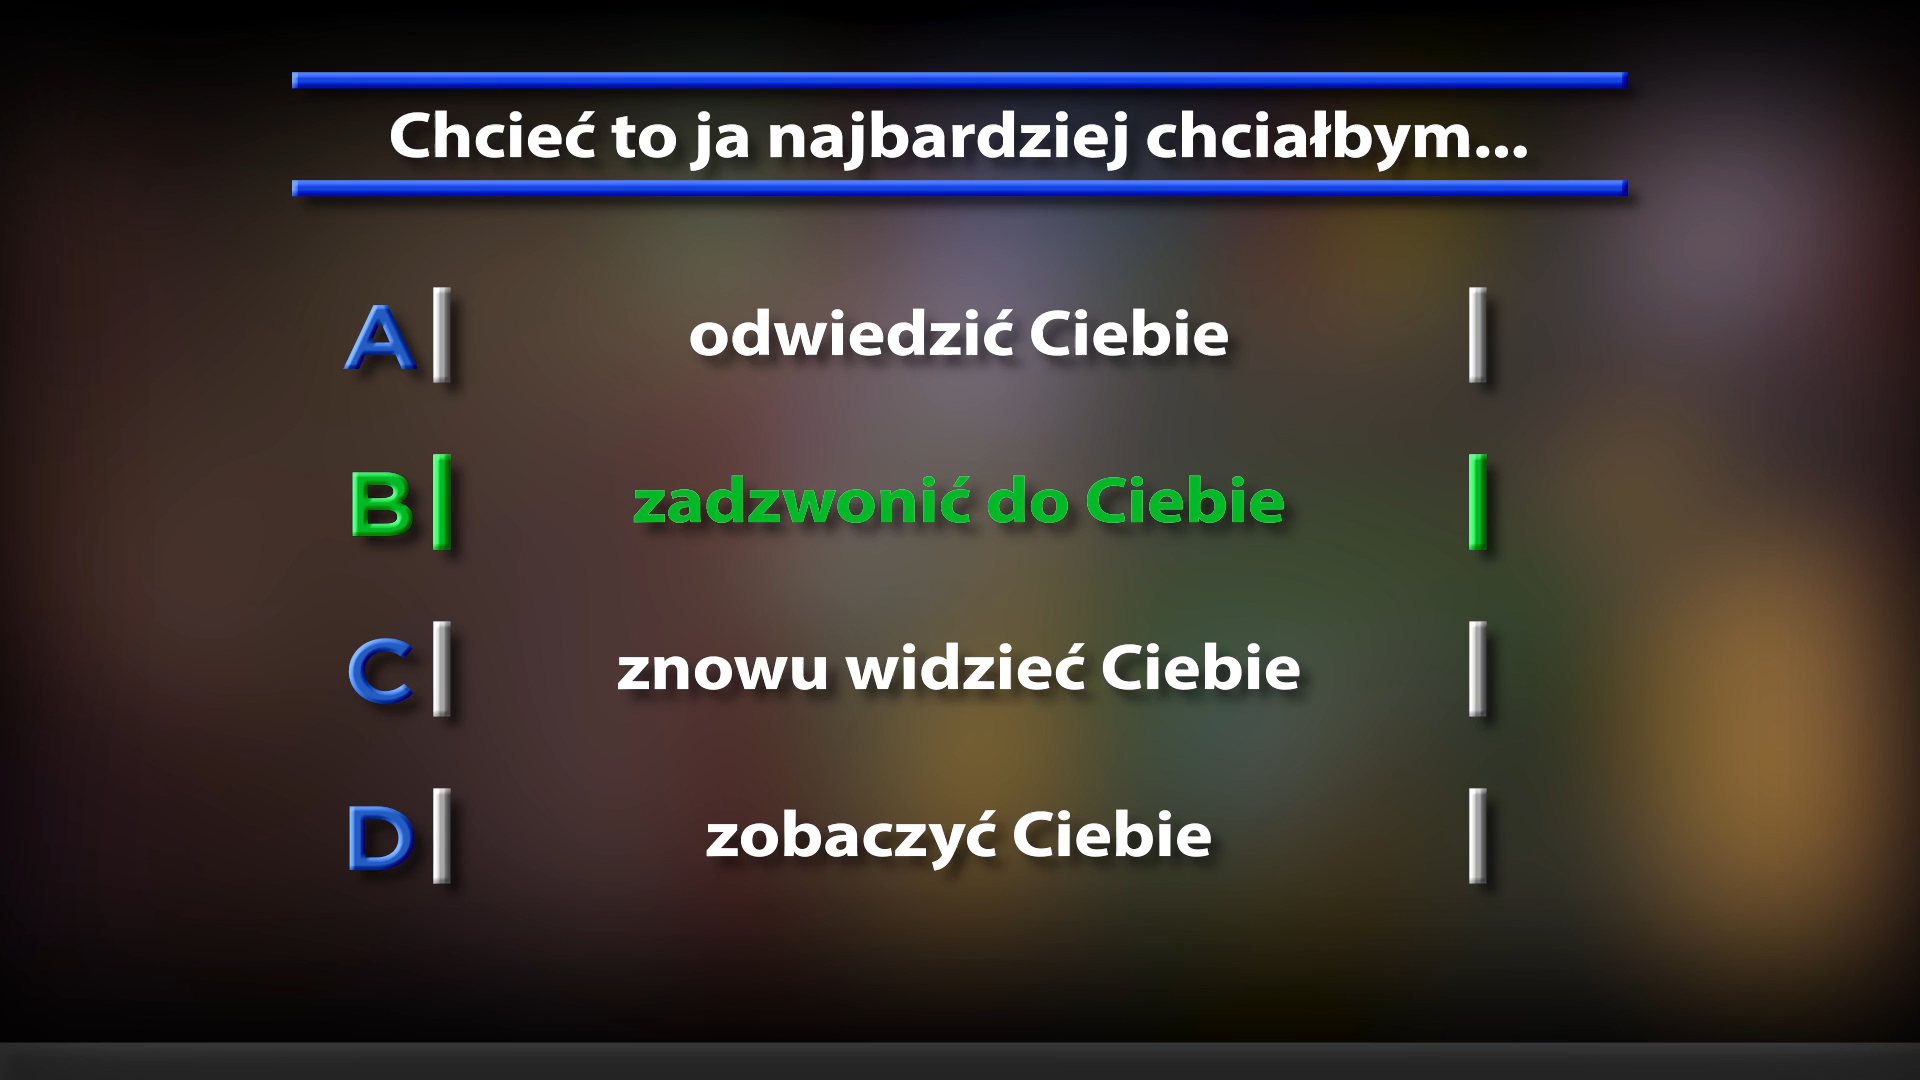 Chcieć to ja najbardziej chciałbym...
A| odwiedzić Ciebie |
B| zadzwonić do Ciebie |
C| znowu widzieć Ciebie |
D| zobaczyć Ciebie |